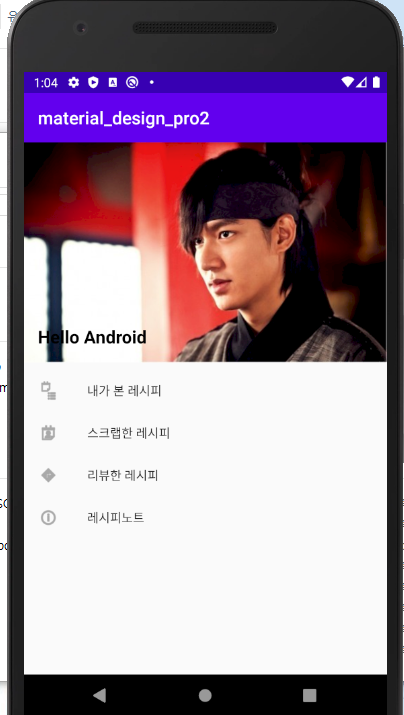 1:04
material_design_pro2
Hello Android
내가 본 레시피
스크랩한 레시피
리뷰한 레시피
레시피노트